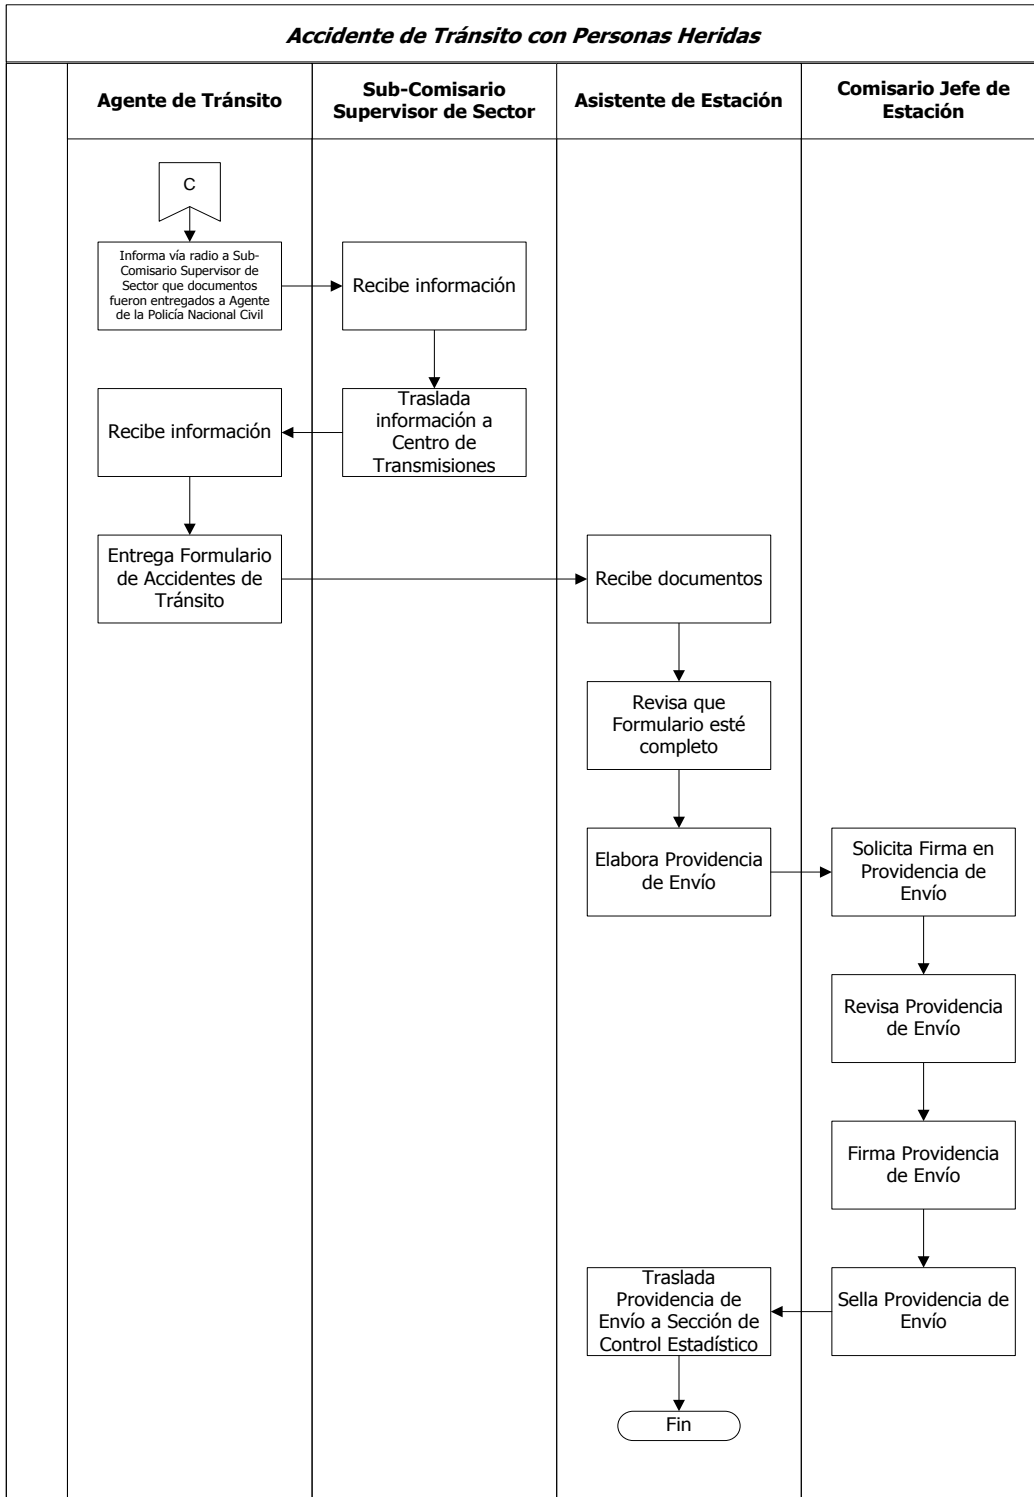 Accidente de Tránsito con Personas Heridas
Agente de Tránsito
Sub-Comisario
Supervisor de Sector
Asistente de Estación
Comisario Jefe de
Estación
C
Informa vía radio a Sub-
Comisario Supervisor de
Sector que documentos
fueron entregados a Agente
de la Policía Nacional Civil
Recibe información
Traslada
información a
Centro de
Transmisiones
Recibe información
Entrega Formulario
de Accidentes de
Tránsito
Recibe documentos
Revisa que
Formulario esté
completo
Elabora Providencia
de Envío
Solicita Firma en
Providencia de
Envío
Revisa Providencia
de Envío
Firma Providencia
de Envío
Sella Providencia de
Envío
Traslada
Providencia de
Envío a Sección de
Control Estadístico
Fin